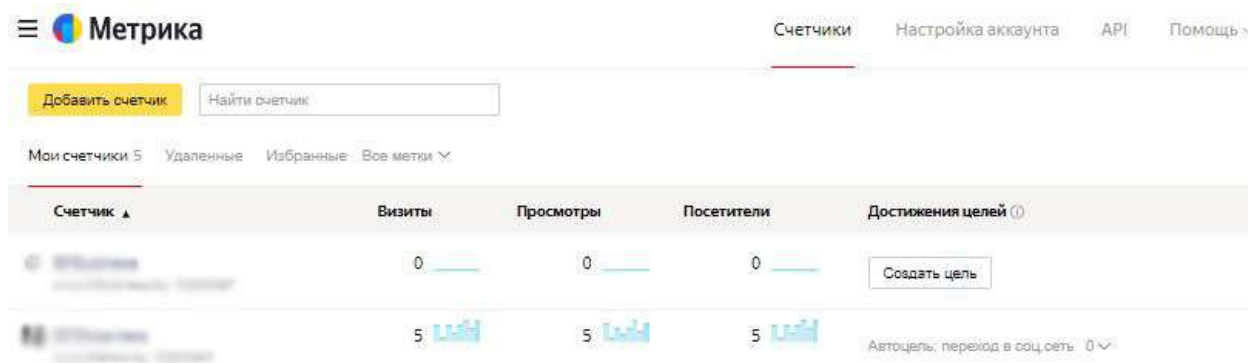 Метрика
Счетчики Настройка аккаунта API Помощь
Добавить счетчик Найти счетчик
Мои счетчики 5 Удаленные Избранные Все метки
Счетчик Визиты Просмотры Посетители Достижения целей
0 0 0 Создать цель
5 5 5 Автоцель: переход в соц.сеть 0